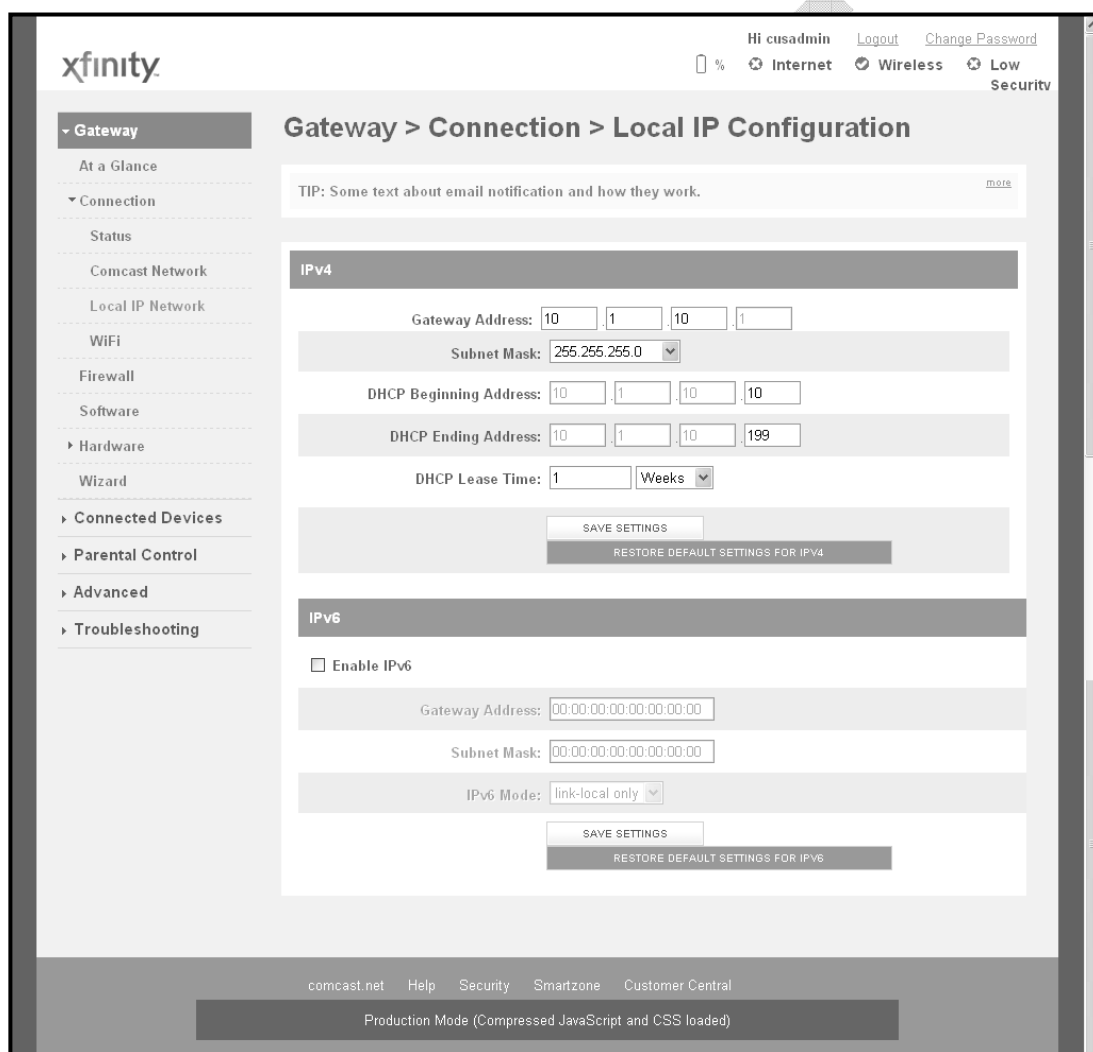 Hi cusadmin Logout Change Password
xfinity.
% Internet Wireless Low Security
Gateway
At a Glance
Connection
Status
Comcast Network
Local IP Network
WiFi
Firewall
Software
Hardware
Wizard
Connected Devices
Parental Control
Advanced
Troubleshooting
Gateway > Connection > Local IP Configuration
TIP: Some text about email notification and how they work. more
IPv4
Gateway Address: 10 . 1 . 10 . 1
Subnet Mask: 255.255.255.0
DHCP Beginning Address: 10 . 1 . 10 . 10
DHCP Ending Address: 10 . 1 . 10 . 199
DHCP Lease Time: 1 Weeks
SAVE SETTINGS
RESTORE DEFAULT SETTINGS FOR IPV4
IPv6
Enable IPv6
Gateway Address: 00:00:00:00:00:00:00:00
Subnet Mask: 00:00:00:00:00:00:00:00
IPv6 Mode: link-local only
SAVE SETTINGS
RESTORE DEFAULT SETTINGS FOR IPV6
comcast.net Help Security Smartzone Customer Central
Production Mode (Compressed JavaScript and CSS loaded)